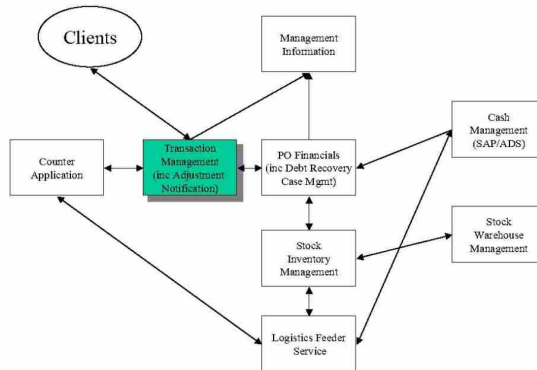 Clients
Management
Information
Transaction
Management
(inc Adjustment
Notification)
Counter
Application
PO Financials
(inc Debt Recovery
Case Mgmt)
Cash
Management
(SAP/ADS)
Stock
Inventory
Management
Stock
Warehouse
Management
Logistics Feeder
Service